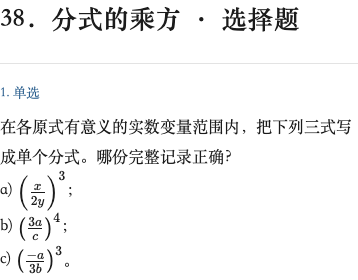 38. 分式的乘方 · 选择题
1. 单选
在各原式有意义的实数变量范围内，把下列三式写
成单个分式。哪份完整记录正确?
a) (x/2y)^3；
b) (3a/c)^4；
c) (−a/3b)^3。